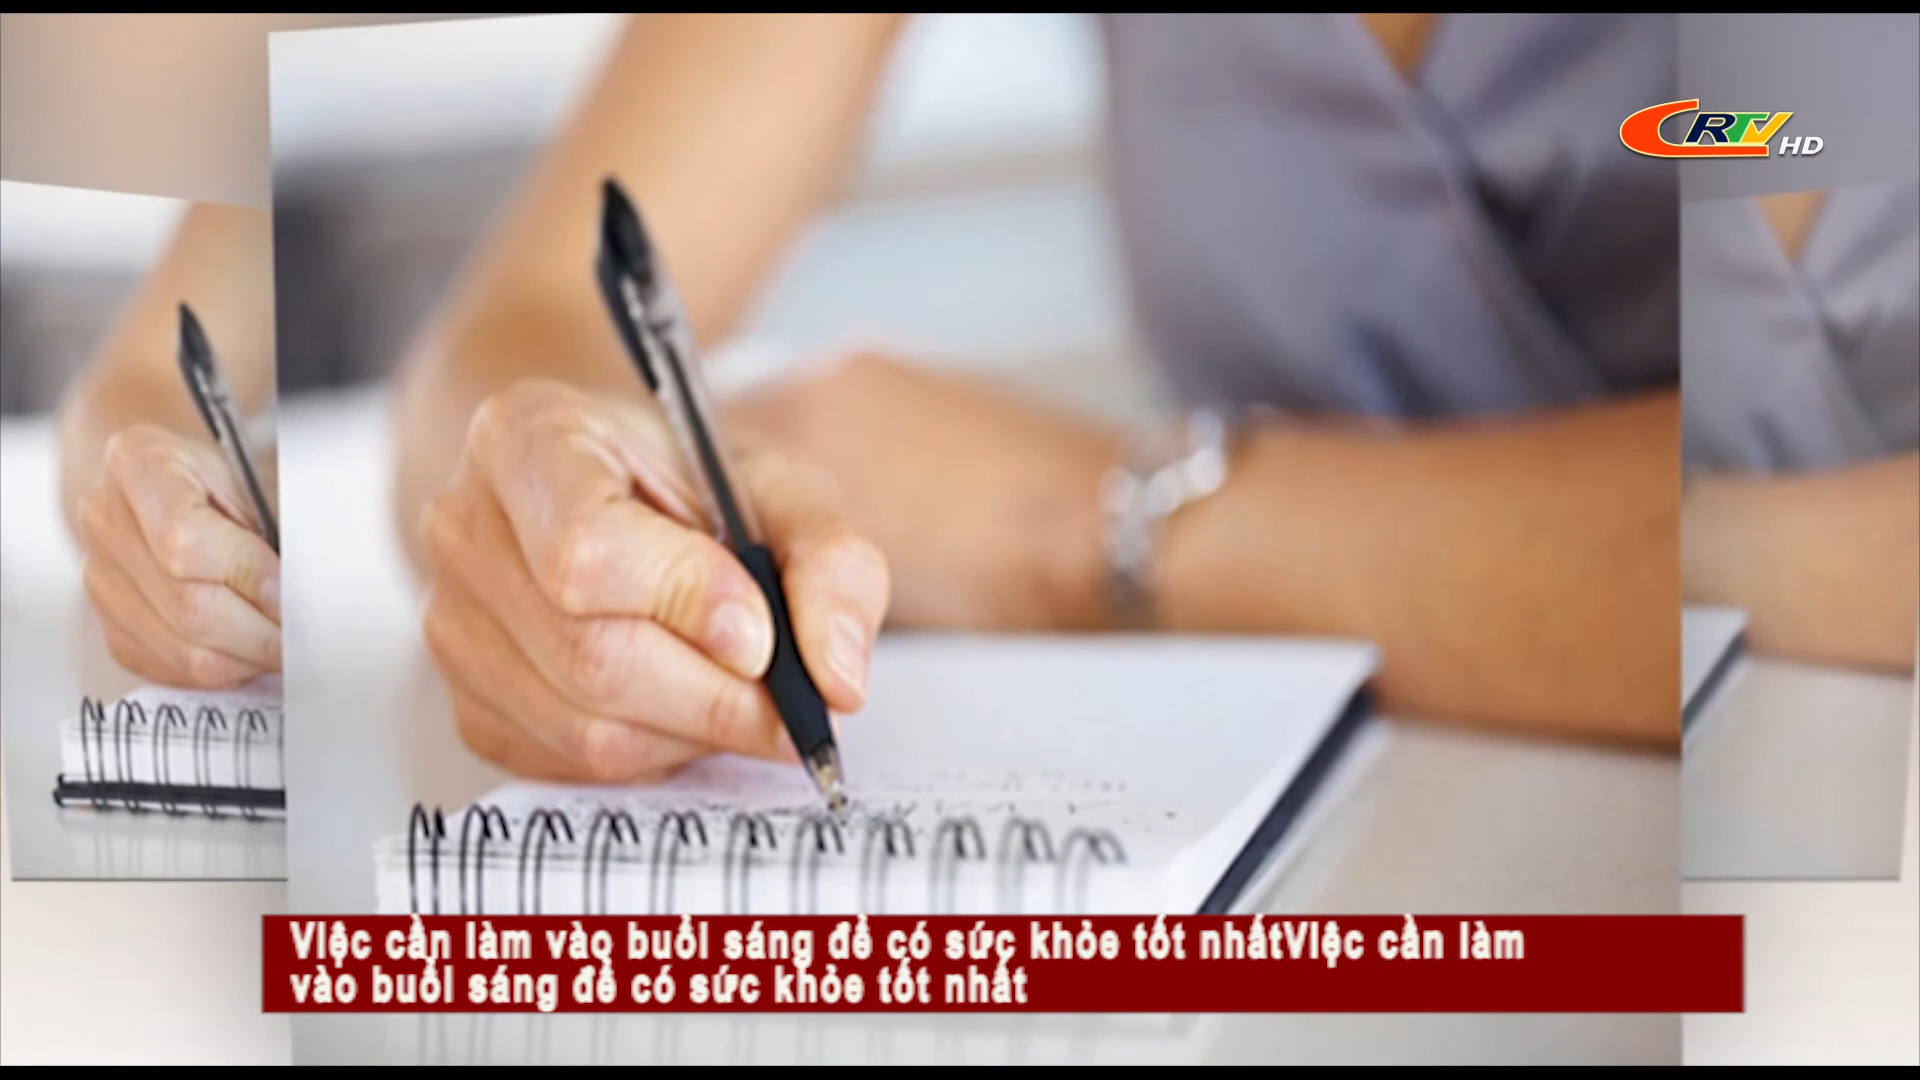 CRTV HD
Việc cần làm vào buổi sáng để có sức khỏe tốt nhấtViệc cần làm
vào buổi sáng để có sức khỏe tốt nhất